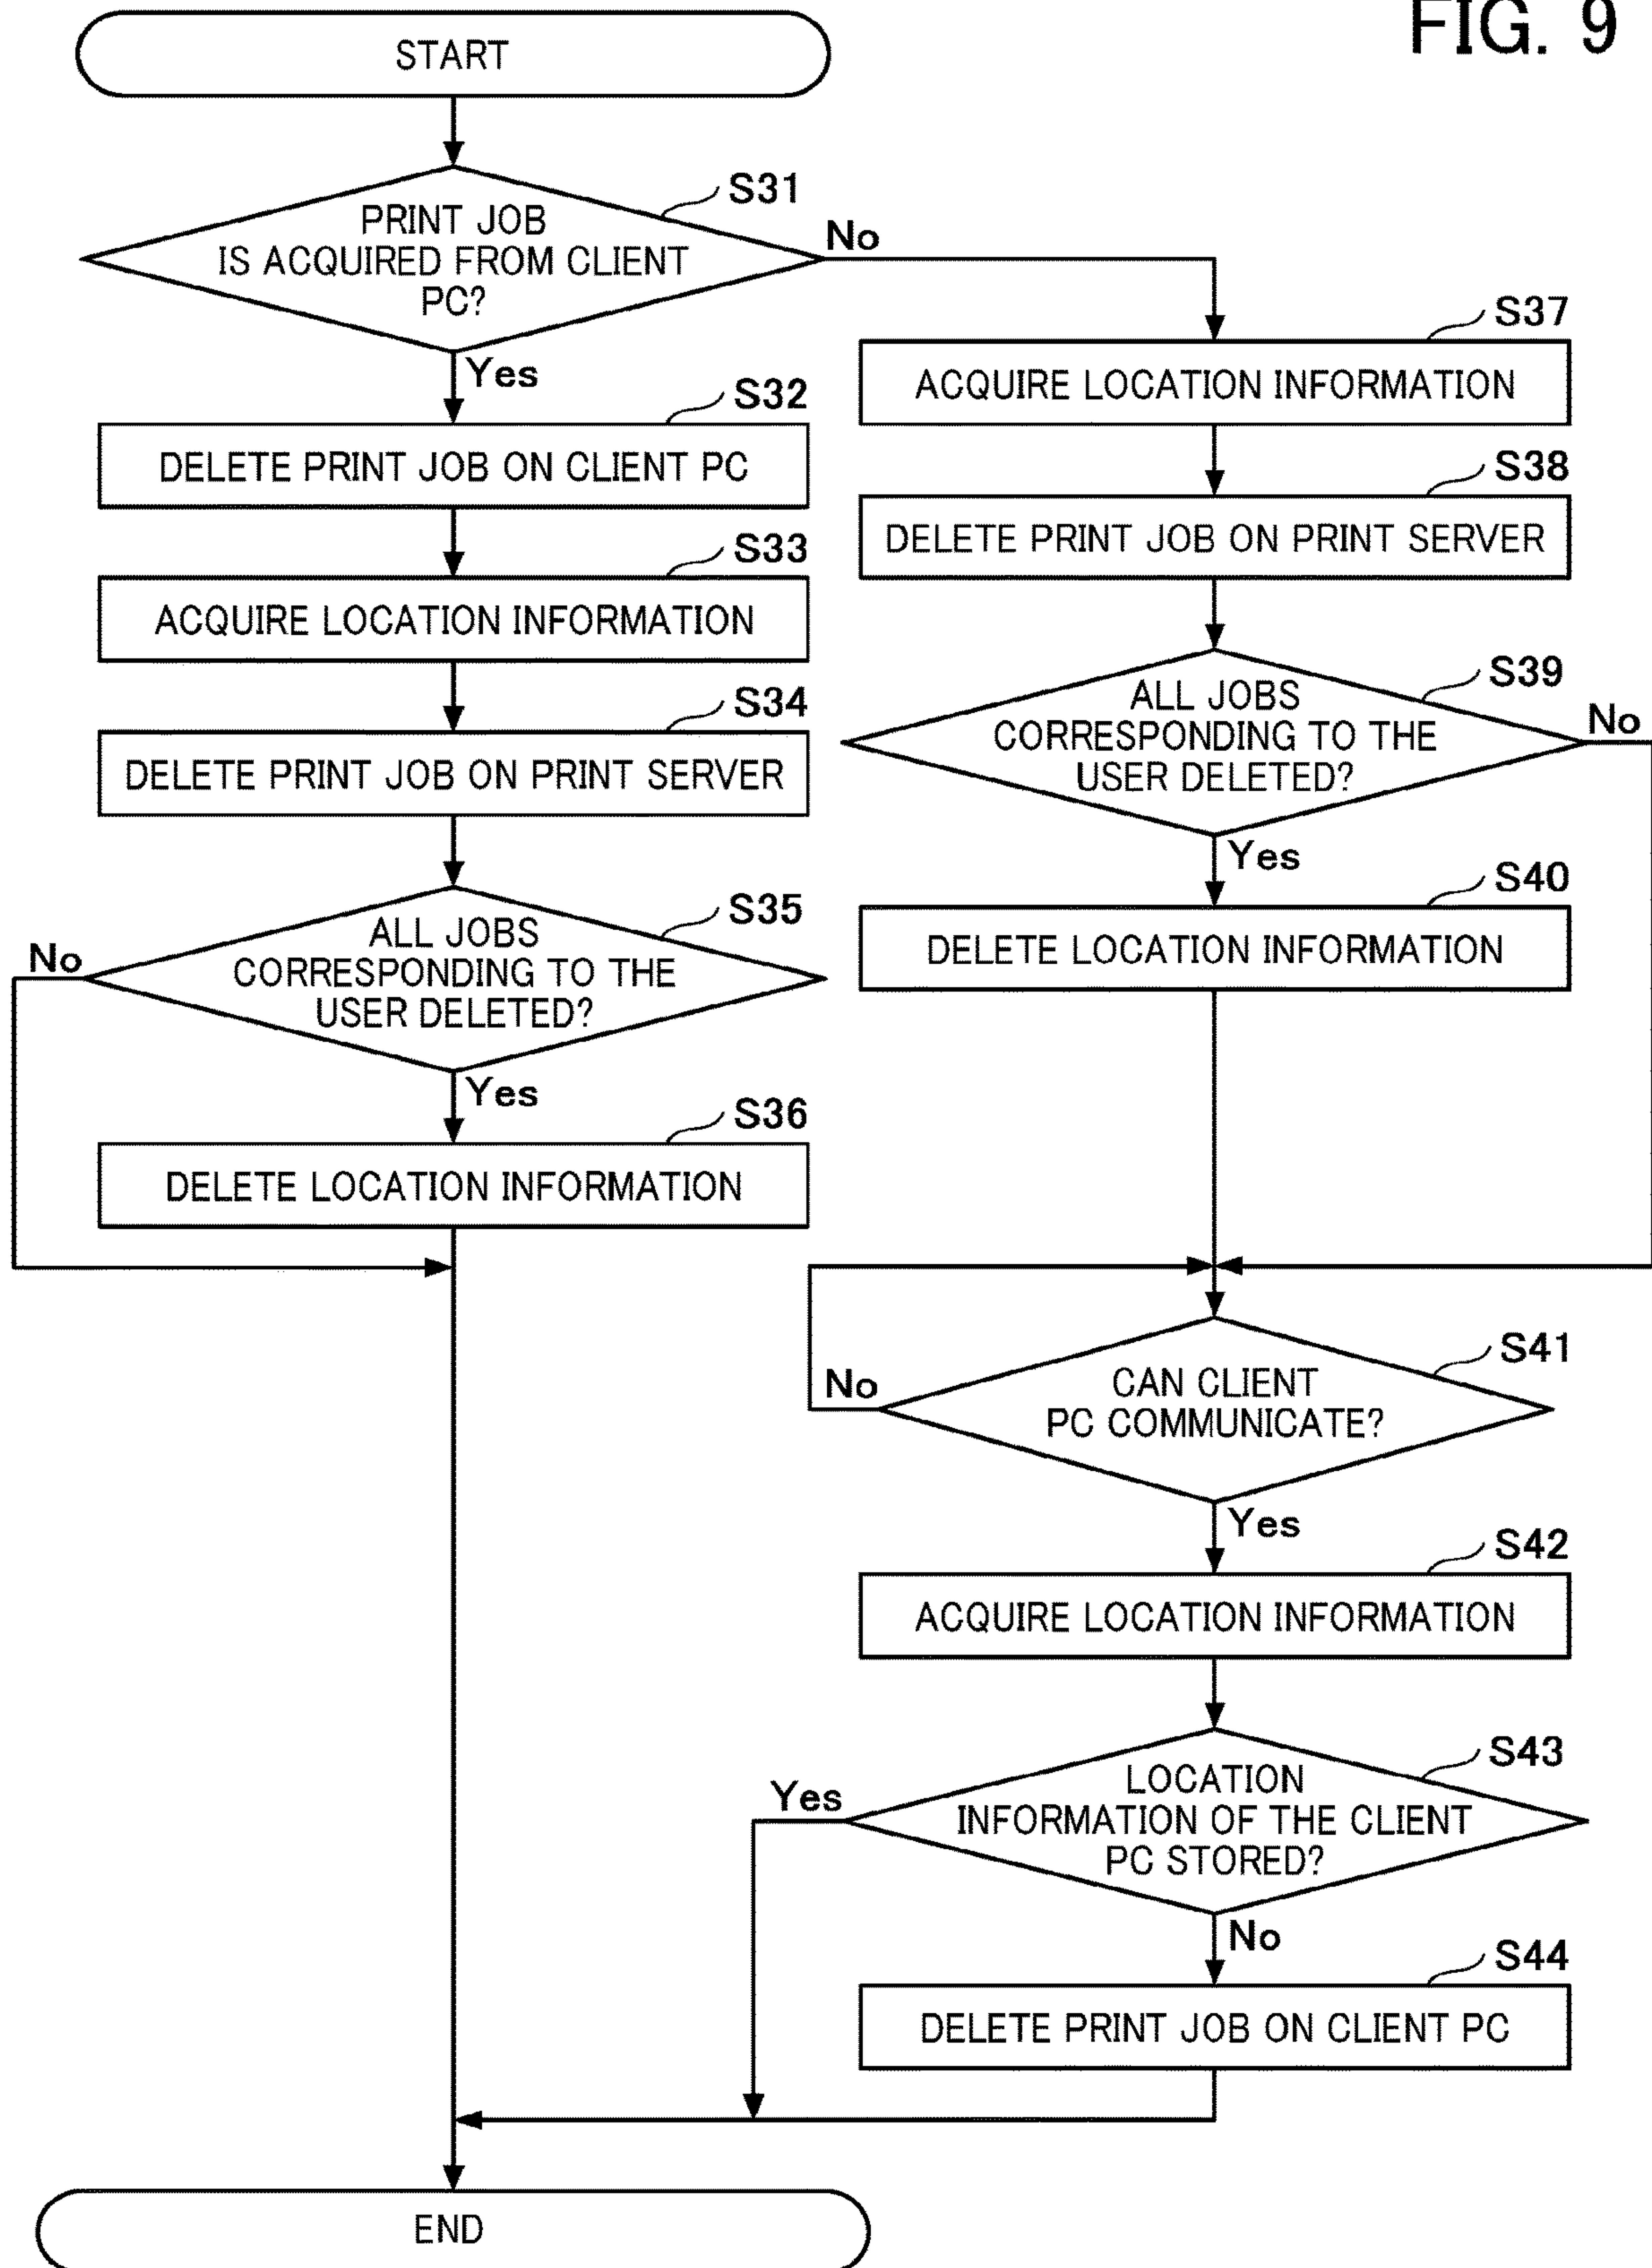 FIG. 9
START
S31
PRINT JOB
IS ACQUIRED FROM CLIENT
PC?
No
Yes
S32
DELETE PRINT JOB ON CLIENT PC
S33
ACQUIRE LOCATION INFORMATION
S34
DELETE PRINT JOB ON PRINT SERVER
S35
ALL JOBS
CORRESPONDING TO THE
USER DELETED?
No
Yes
S36
DELETE LOCATION INFORMATION
S37
ACQUIRE LOCATION INFORMATION
S38
DELETE PRINT JOB ON PRINT SERVER
S39
ALL JOBS
CORRESPONDING TO THE
USER DELETED?
No
Yes
S40
DELETE LOCATION INFORMATION
S41
CAN CLIENT
PC COMMUNICATE?
No
Yes
S42
ACQUIRE LOCATION INFORMATION
S43
LOCATION
INFORMATION OF THE CLIENT
PC STORED?
Yes
No
S44
DELETE PRINT JOB ON CLIENT PC
END